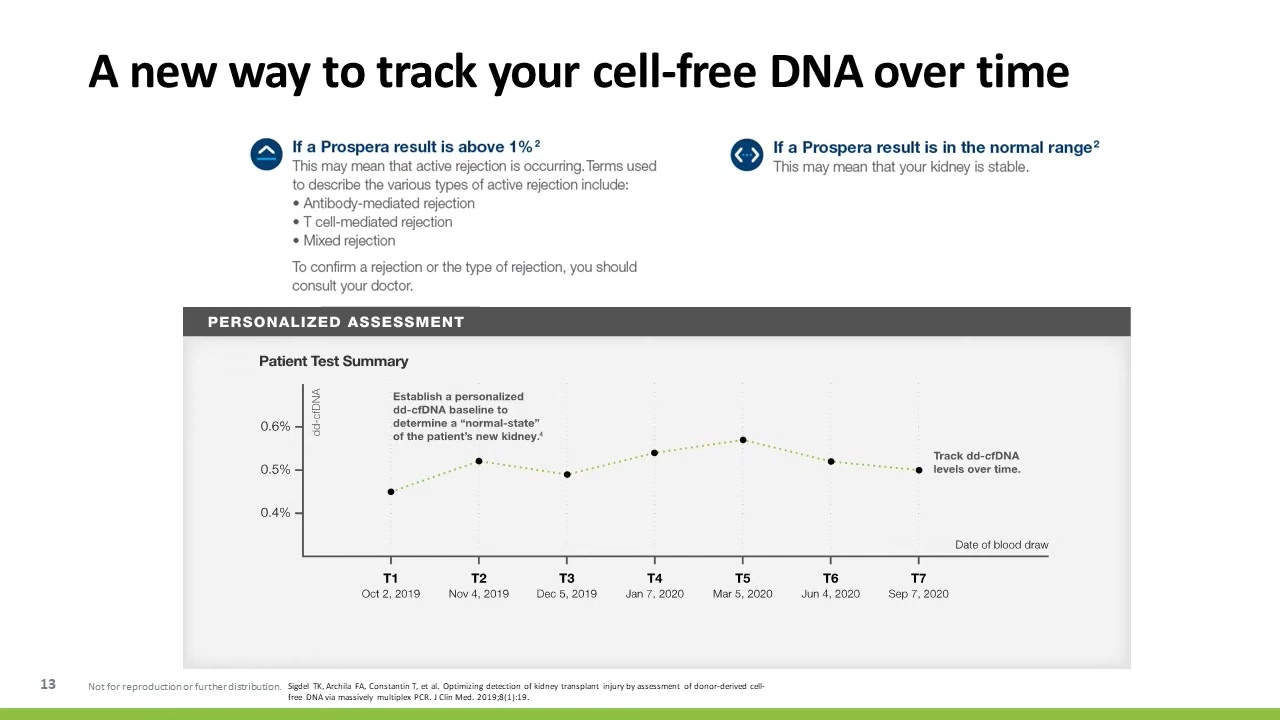 A new way to track your cell-free DNA over time
If a Prospera result is above 1%²
This may mean that active rejection is occurring. Terms used
to describe the various types of active rejection include:
• Antibody-mediated rejection
• T cell-mediated rejection
• Mixed rejection
To confirm a rejection or the type of rejection, you should
consult your doctor.
If a Prospera result is in the normal range²
This may mean that your kidney is stable.
PERSONALIZED ASSESSMENT
Patient Test Summary
dd-cfDNA
0.6%
0.5%
0.4%
Establish a personalized
dd-cfDNA baseline to
determine a “normal-state”
of the patient’s new kidney.⁴
Track dd-cfDNA
levels over time.
Date of blood draw
T1 T2 T3 T4 T5 T6 T7
Oct 2, 2019 Nov 4, 2019 Dec 5, 2019 Jan 7, 2020 Mar 5, 2020 Jun 4, 2020 Sep 7, 2020
13
Not for reproduction or further distribution.
Sigdel TK, Archila FA, Constantin T, et al. Optimizing detection of kidney transplant injury by assessment of donor-derived cell-
free DNA via massively multiplex PCR. J Clin Med. 2019;8(1):19.